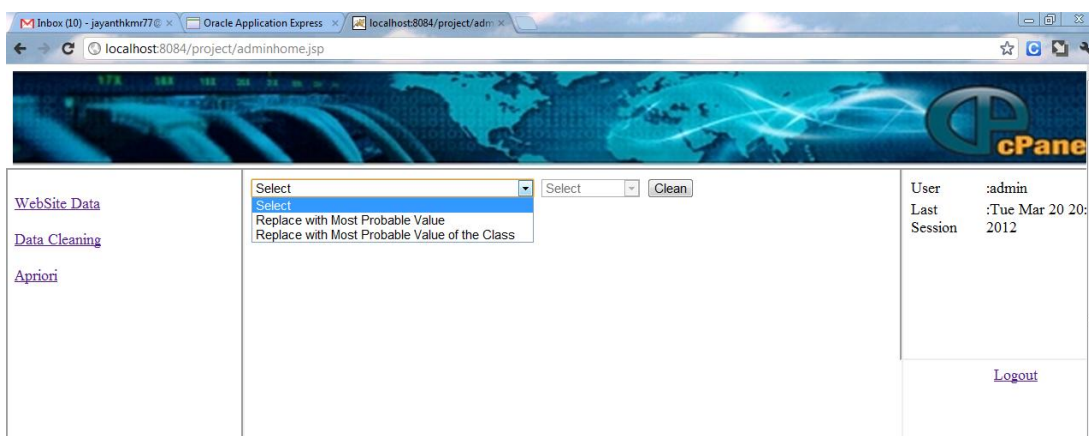 Inbox (10) - jayanthkmr77@
Oracle Application Express
localhost:8084/project/adm
localhost:8084/project/adminhome.jsp
cPane
WebSite Data
Data Cleaning
Apriori
Select
Select
Clean
Select
Replace with Most Probable Value
Replace with Most Probable Value of the Class
User :admin
Last :Tue Mar 20 20:
Session 2012
Logout